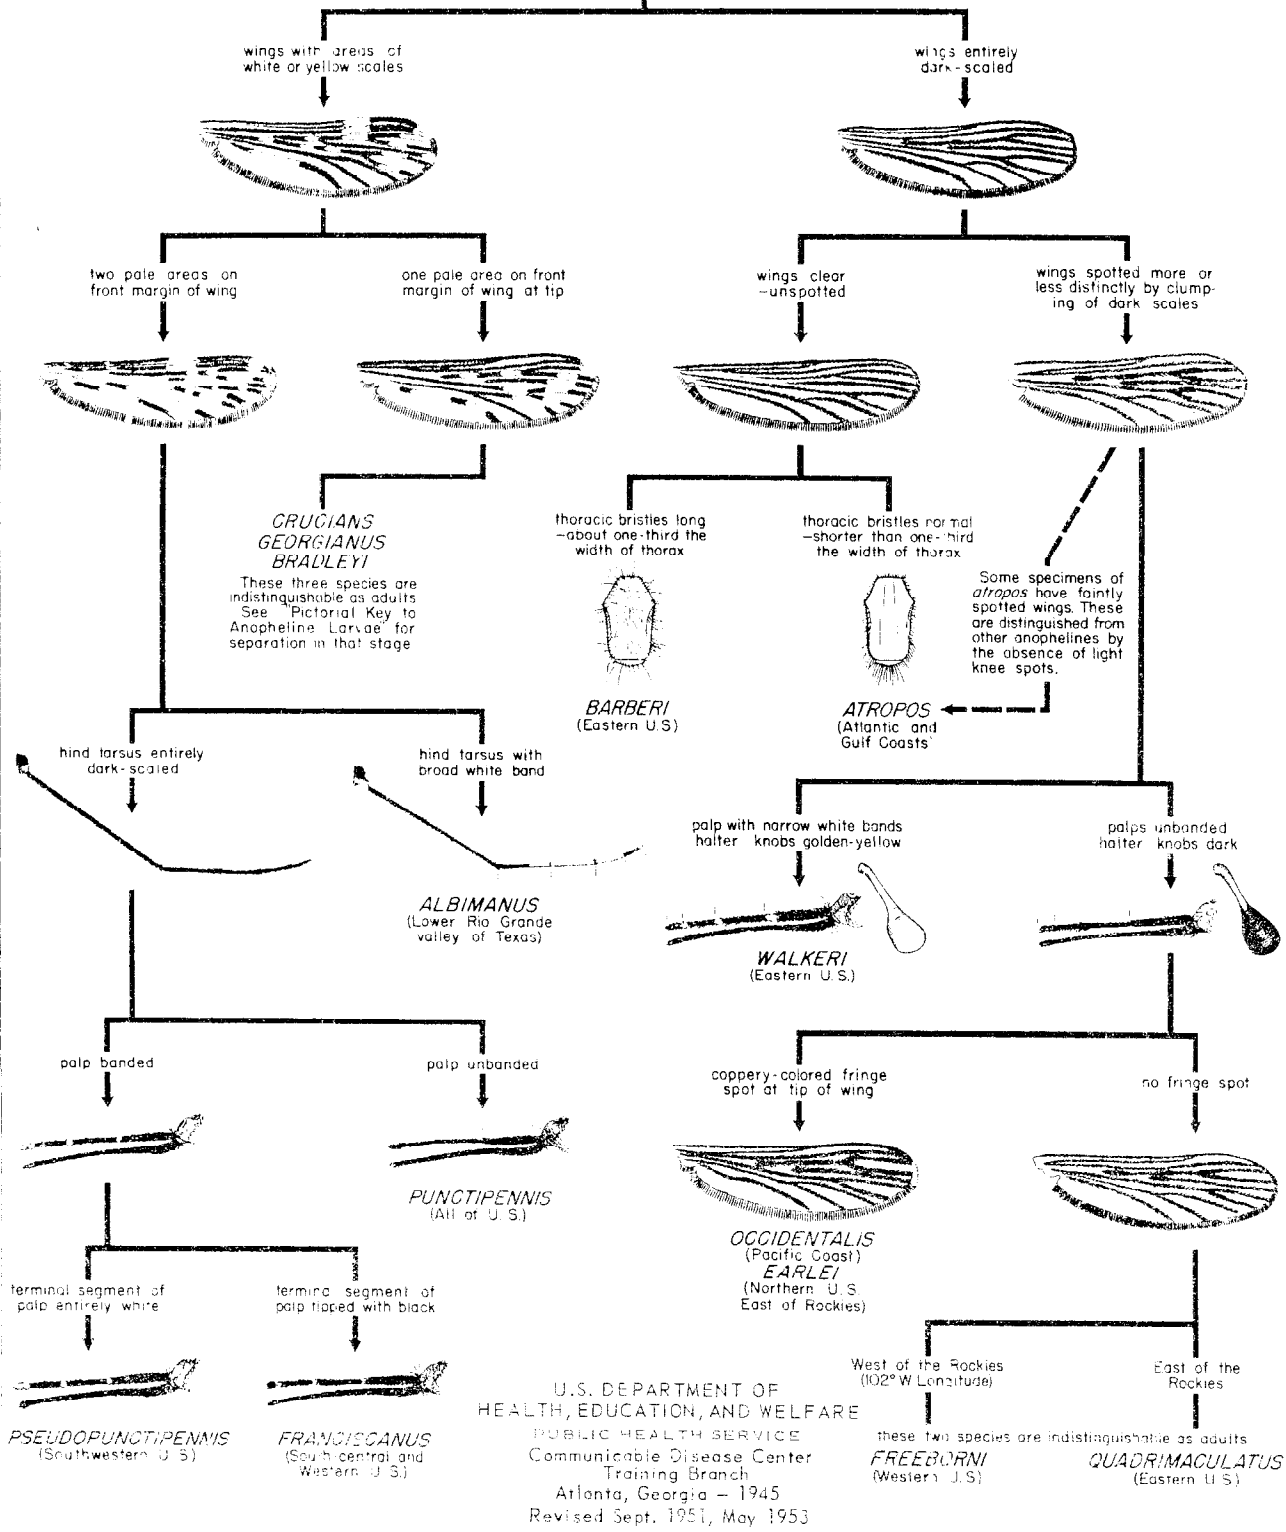 wings with areas of
white or yellow scales
wings entirely
dark-scaled
two pale areas on
front margin of wing
one pale area on front
margin of wing at tip
wings clear
-unspotted
wings spotted more or
less distinctly by clump-
ing of dark scales
CRUCIANS
GEORGIANUS
BRADLEYI
These three species are
indistinguishable as adults
See "Pictorial Key to
Anopheline Larvae" for
separation in that stage
thoracic bristles long
-about one-third the
width of thorax
thoracic bristles normal
-shorter than one-third
the width of thorax
Some specimens of
atropos have faintly
spotted wings. These
are distinguished from
other anophelines by
the absence of light
knee spots.
BARBERI
(Eastern U.S)
ATROPOS
(Atlantic and
Gulf Coasts)
hind tarsus entirely
dark-scaled
hind tarsus with
broad white band
palp with narrow white bands
halter knobs golden-yellow
palps unbanded
halter knobs dark
ALBIMANUS
(Lower Rio Grande
valley of Texas)
WALKERI
(Eastern U.S.)
palp banded
palp unbanded
coppery-colored fringe
spot at tip of wing
no fringe spot
PUNCTIPENNIS
(All of U.S.)
OCCIDENTALIS
(Pacific Coast)
EARLEI
(Northern U.S.
East of Rockies)
terminal segment of
palp entirely white
terminal segment of
palp tipped with black
West of the Rockies
(102° W Longitude)
East of the
Rockies
PSEUDOPUNCTIPENNIS
(Southwestern U.S)
FRANCISCANUS
(South-central and
Western U.S.)
these two species are indistinguishable as adults
FREEBORNI
(Western U.S)
QUADRIMACULATUS
(Eastern U.S)
U.S. DEPARTMENT OF
HEALTH, EDUCATION, AND WELFARE
PUBLIC HEALTH SERVICE
Communicable Disease Center
Training Branch
Atlanta, Georgia – 1945
Revised Sept. 1951, May 1953